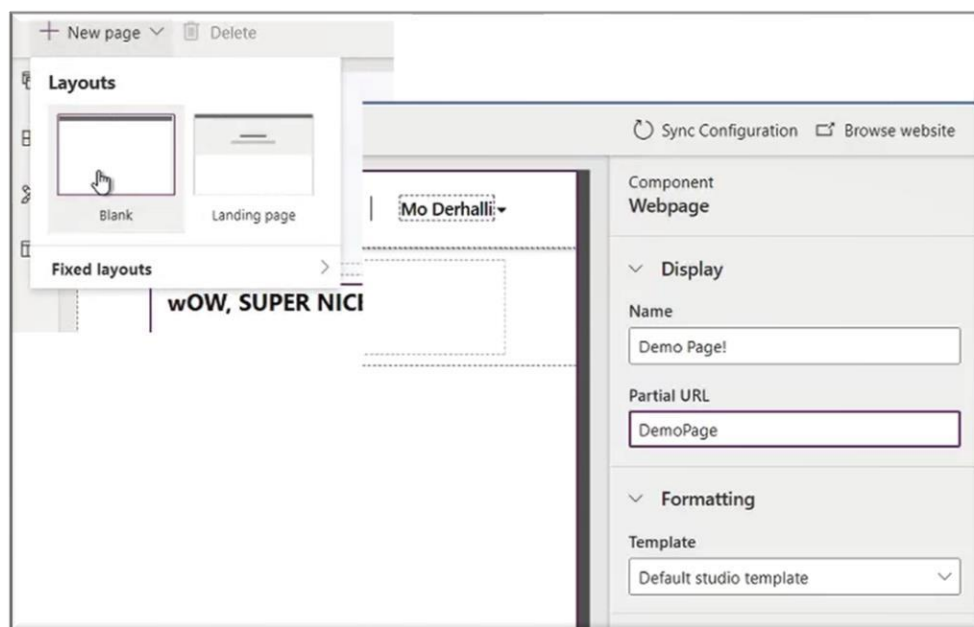 New page
Delete
Layouts
Blank
Landing page
Fixed layouts
wOW, SUPER NICE
Sync Configuration
Browse website
Mo Derhalli
Component
Webpage
Display
Name
Demo Page!
Partial URL
DemoPage
Formatting
Template
Default studio template